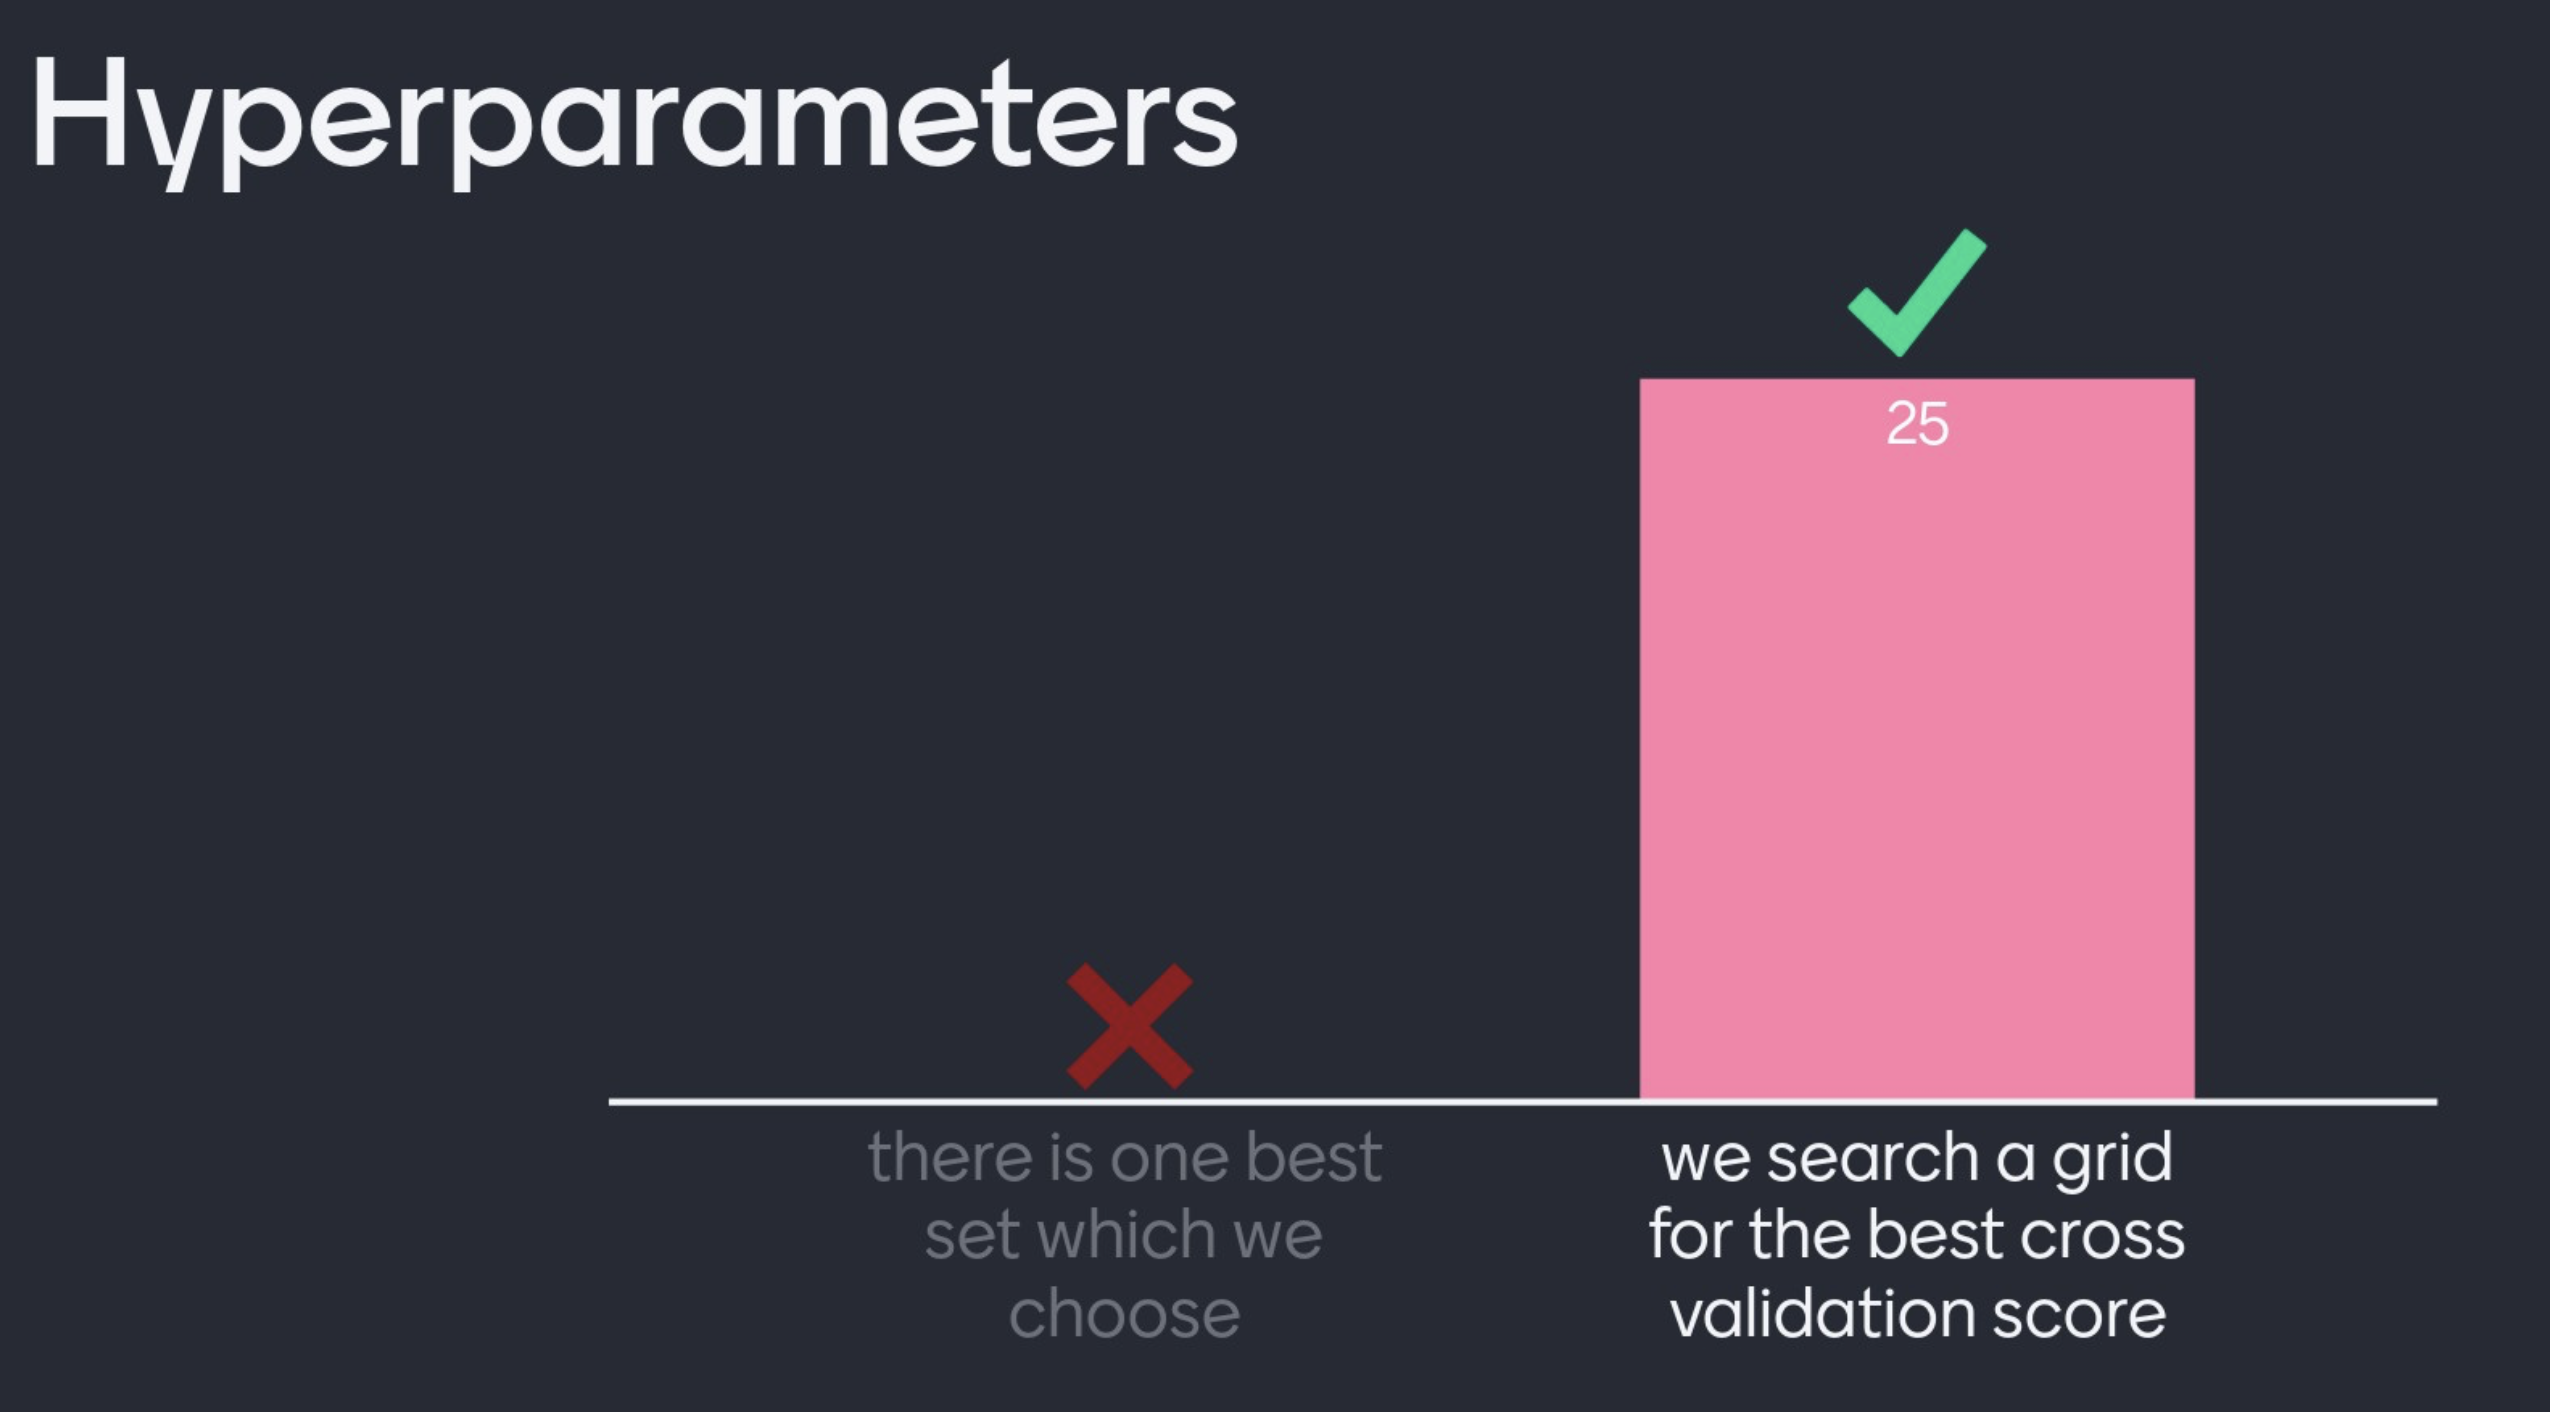 Hyperparameters
25
there is one best
set which we
choose
we search a grid
for the best cross
validation score